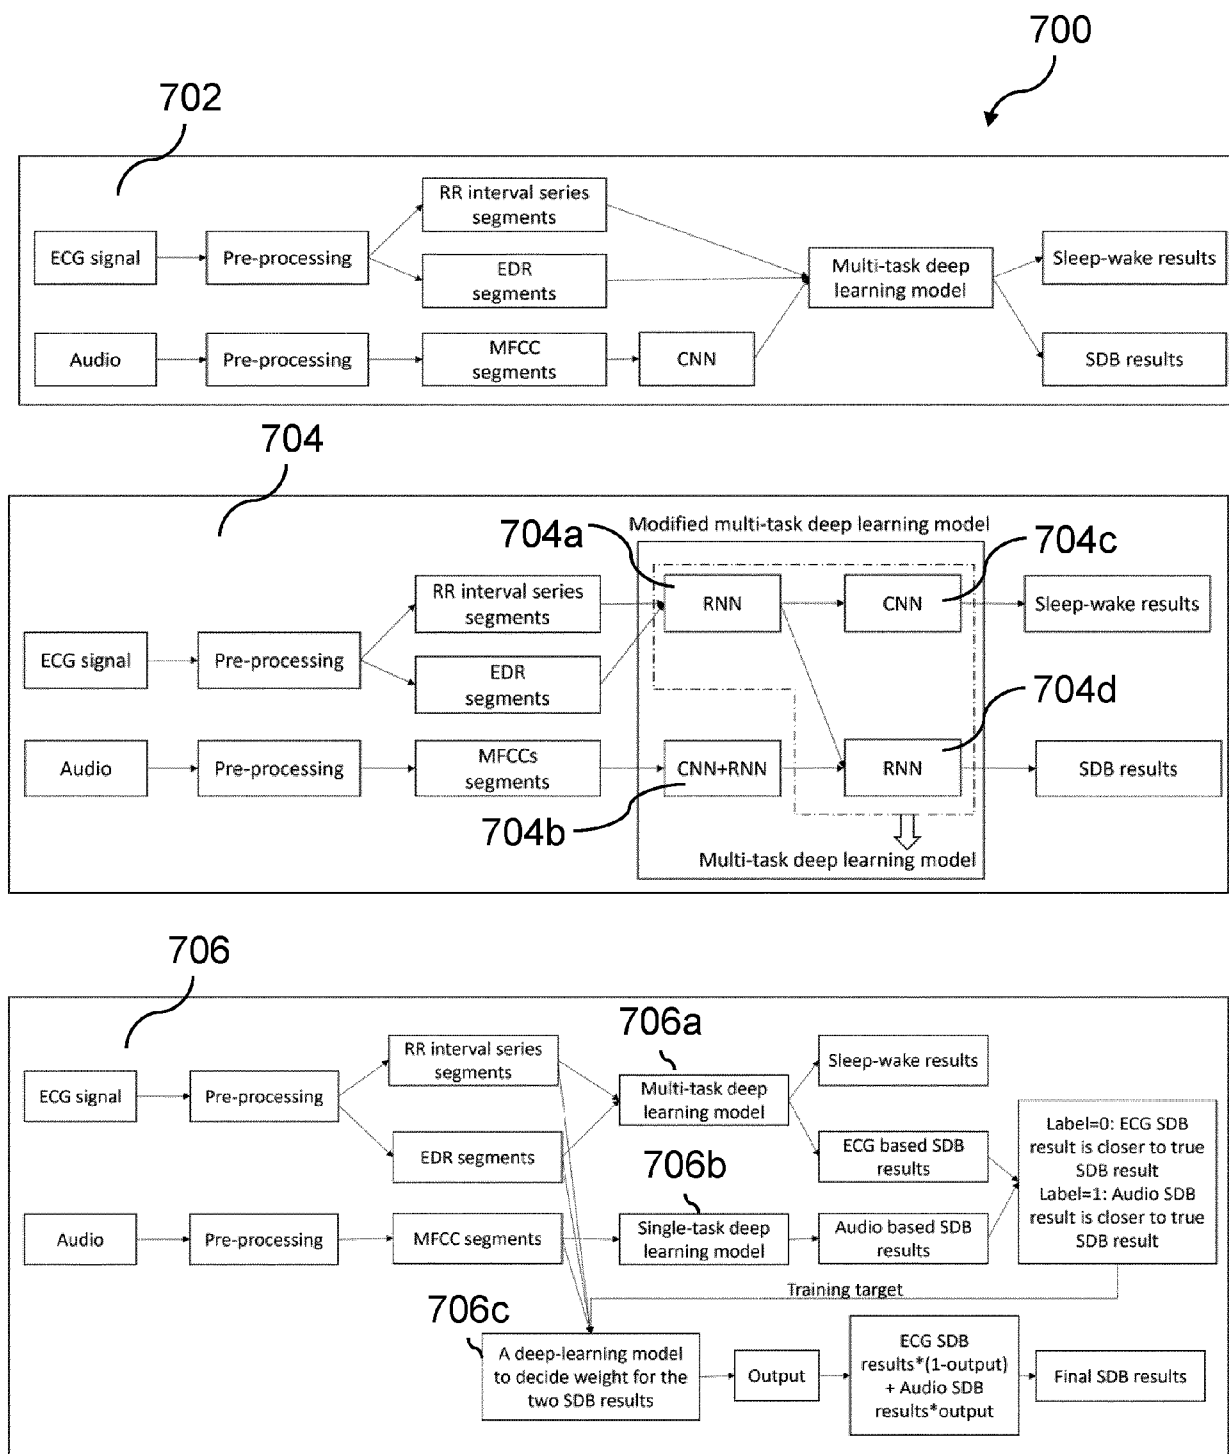 700
702
RR interval series
segments
ECG signal
Pre-processing
EDR
segments
Multi-task deep
learning model
Sleep-wake results
Audio
Pre-processing
MFCC
segments
CNN
SDB results
704
Modified multi-task deep learning model
704a
704c
RR interval series
segments
RNN
CNN
Sleep-wake results
ECG signal
Pre-processing
EDR
segments
704d
Audio
Pre-processing
MFCCs
segments
CNN+RNN
RNN
SDB results
704b
Multi-task deep learning model
706
706a
RR interval series
segments
Sleep-wake results
ECG signal
Pre-processing
Multi-task deep
learning model
Label=0: ECG SDB
result is closer to true
SDB result
Label=1: Audio SDB
result is closer to true
SDB result
EDR segments
ECG based SDB
results
706b
Audio
Pre-processing
MFCC segments
Single-task deep
learning model
Audio based SDB
results
Training target
706c
A deep-learning model
to decide weight for the
two SDB results
Output
ECG SDB
results*(1-output)
+ Audio SDB
results*output
Final SDB results